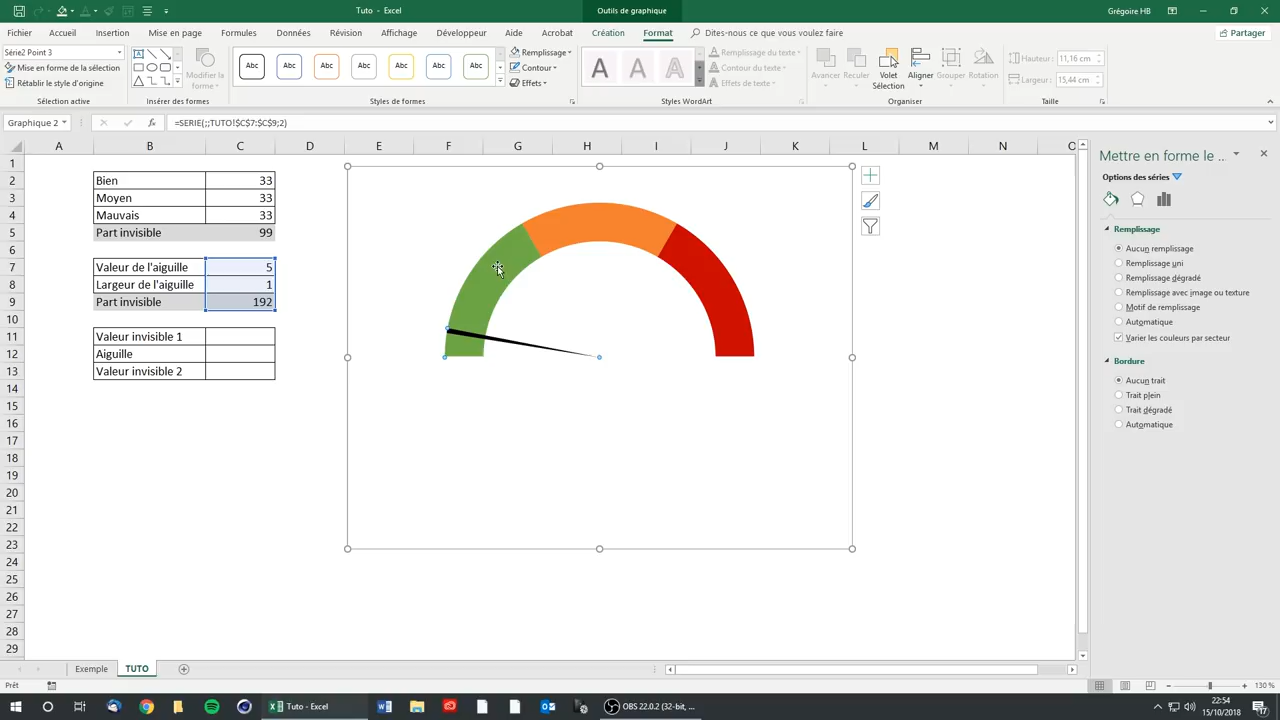 Tuto - Excel
Outils de graphique
Grégoire HB
Fichier
Accueil
Insertion
Mise en page
Formules
Données
Révision
Affichage
Développeur
Aide
Acrobat
Création
Format
Dites-nous ce que vous voulez faire
Partager
Série2 Point 3
Mise en forme de la sélection
Rétablir le style d'origine
Sélection active
Modifier la forme
Insérer des formes
Abc
Abc
Abc
Abc
Abc
Abc
Abc
Remplissage
Contour
Effets
Styles de formes
Remplissage du texte
Contour du texte
Effets de texte
Styles WordArt
Avancer
Reculer
Volet Sélection
Aligner
Grouper
Rotation
Organiser
Hauteur : 11,16 cm
Largeur : 15,44 cm
Taille
Graphique 2
=SERIE(;;TUTO!$C$7:$C$9;2)
A B C D E F G H I J K L M N O
1
2 Bien 33
3 Moyen 33
4 Mauvais 33
5 Part invisible 99
6
7 Valeur de l'aiguille 5
8 Largeur de l'aiguille 1
9 Part invisible 192
10
11 Valeur invisible 1
12 Aiguille
13 Valeur invisible 2
14
15
16
17
18
19
20
21
22
23
24
25
26
27
28
29
Mettre en forme le ...
Options des séries
Remplissage
Aucun remplissage
Remplissage uni
Remplissage dégradé
Remplissage avec image ou texture
Motif de remplissage
Automatique
Varier les couleurs par secteur
Bordure
Aucun trait
Trait plein
Trait dégradé
Automatique
Exemple
TUTO
Prêt
130 %
Tuto - Excel
OBS 22.0.2 (32-bit, ...
22:54
15/10/2018
17